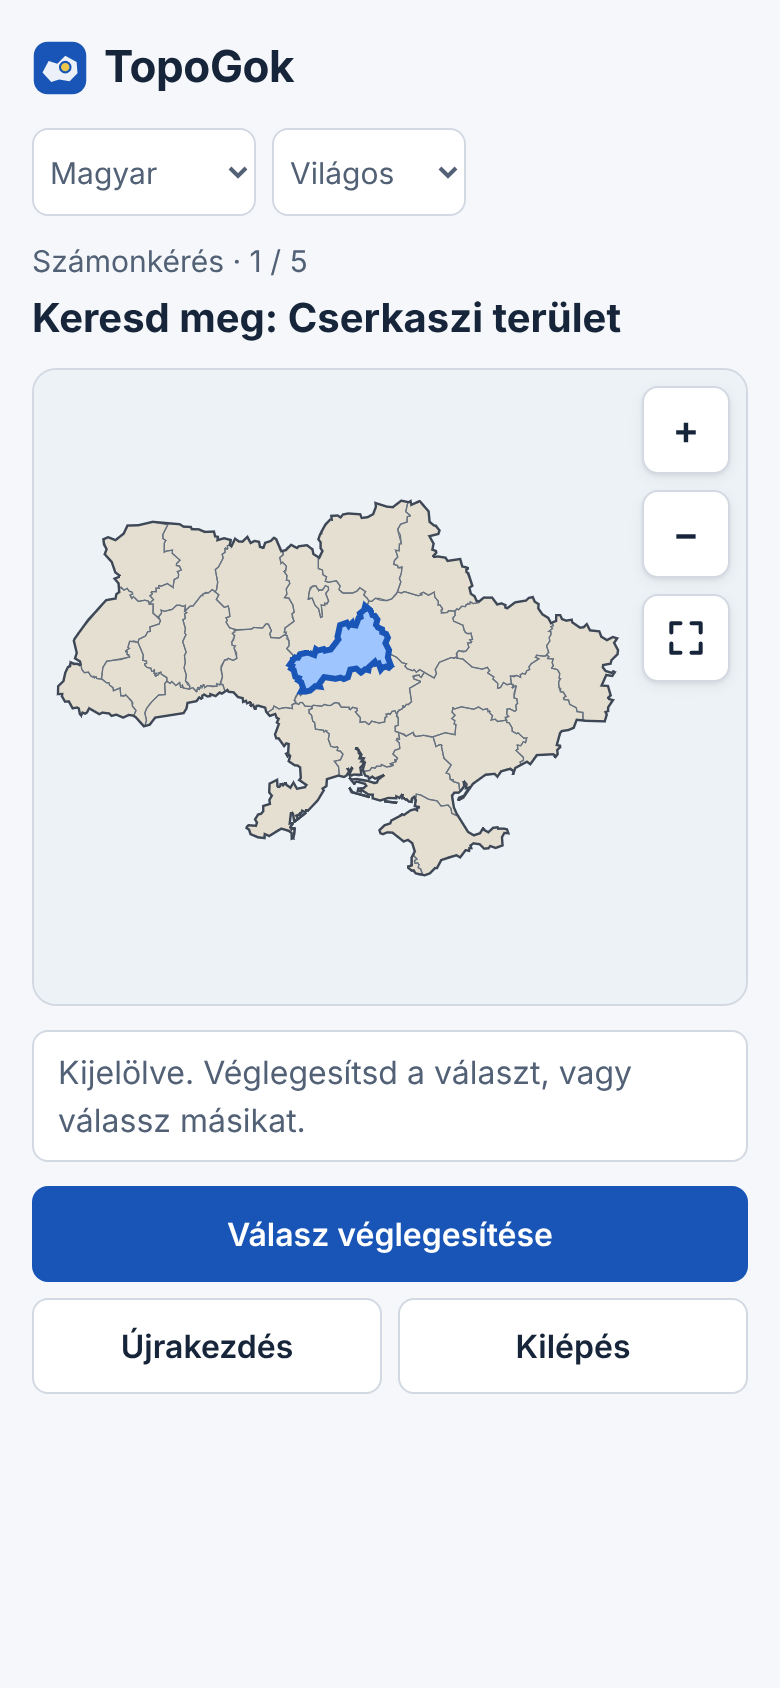 TopoGok
Magyar
Világos
Számonkérés · 1 / 5
Keresd meg: Cserkaszi terület
+
−
Kijelölve. Véglegesítsd a választ, vagy
válassz másikat.
Válasz véglegesítése
Újrakezdés
Kilépés